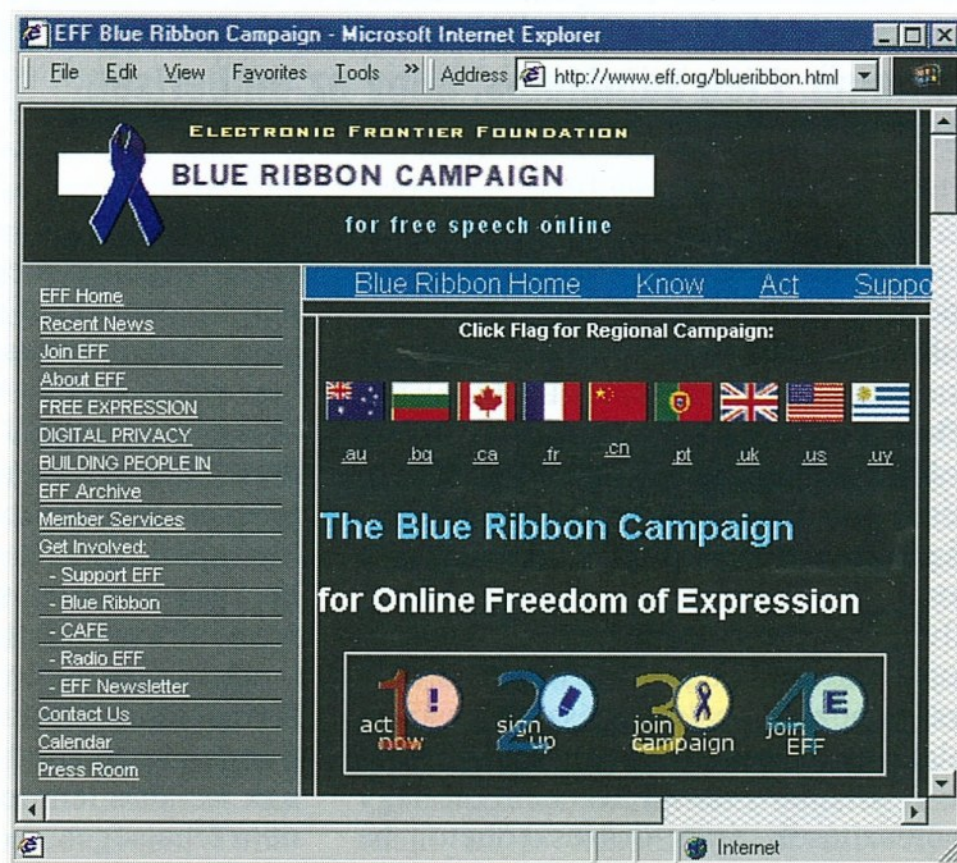 EFF Blue Ribbon Campaign - Microsoft Internet Explorer
File Edit View Favorites Tools » Address http://www.eff.org/blueribbon.html
ELECTRONIC FRONTIER FOUNDATION
BLUE RIBBON CAMPAIGN
for free speech online
EFF Home
Recent News
Join EFF
About EFF
FREE EXPRESSION
DIGITAL PRIVACY
BUILDING PEOPLE IN
EFF Archive
Member Services
Get Involved:
- Support EFF
- Blue Ribbon
- CAFE
- Radio EFF
- EFF Newsletter
Contact Us
Calendar
Press Room
Blue Ribbon Home Know Act Suppo
Click Flag for Regional Campaign:
.au .bg .ca .fr .cn .pt .uk .us .uy
The Blue Ribbon Campaign
for Online Freedom of Expression
1 ! act now
2 sign up
3 join campaign
4 E join EFF
Internet